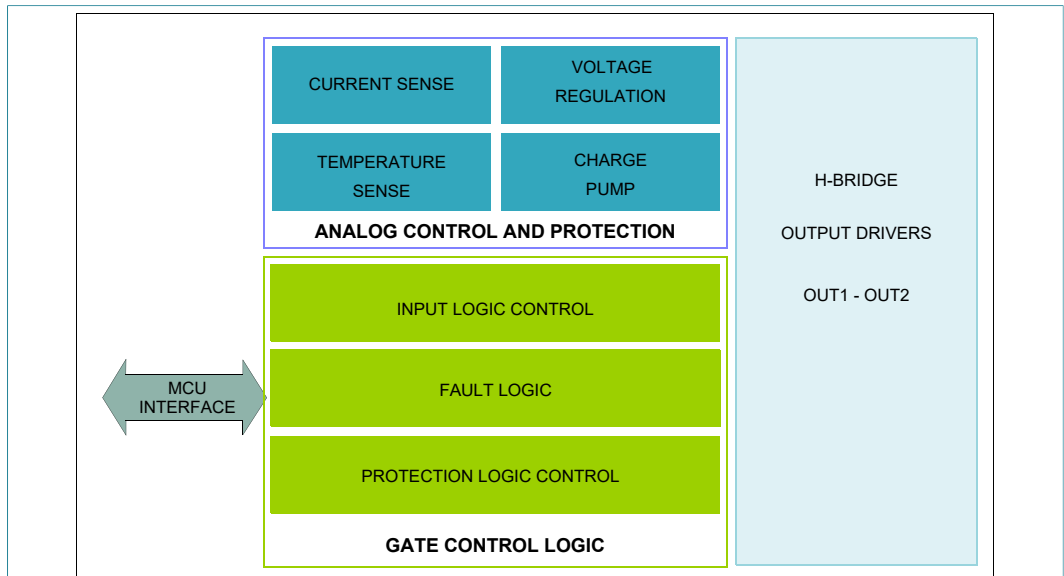 CURRENT SENSE
VOLTAGE
REGULATION
TEMPERATURE
SENSE
CHARGE
PUMP
ANALOG CONTROL AND PROTECTION
INPUT LOGIC CONTROL
FAULT LOGIC
PROTECTION LOGIC CONTROL
GATE CONTROL LOGIC
MCU
INTERFACE
H-BRIDGE
OUTPUT DRIVERS
OUT1 - OUT2